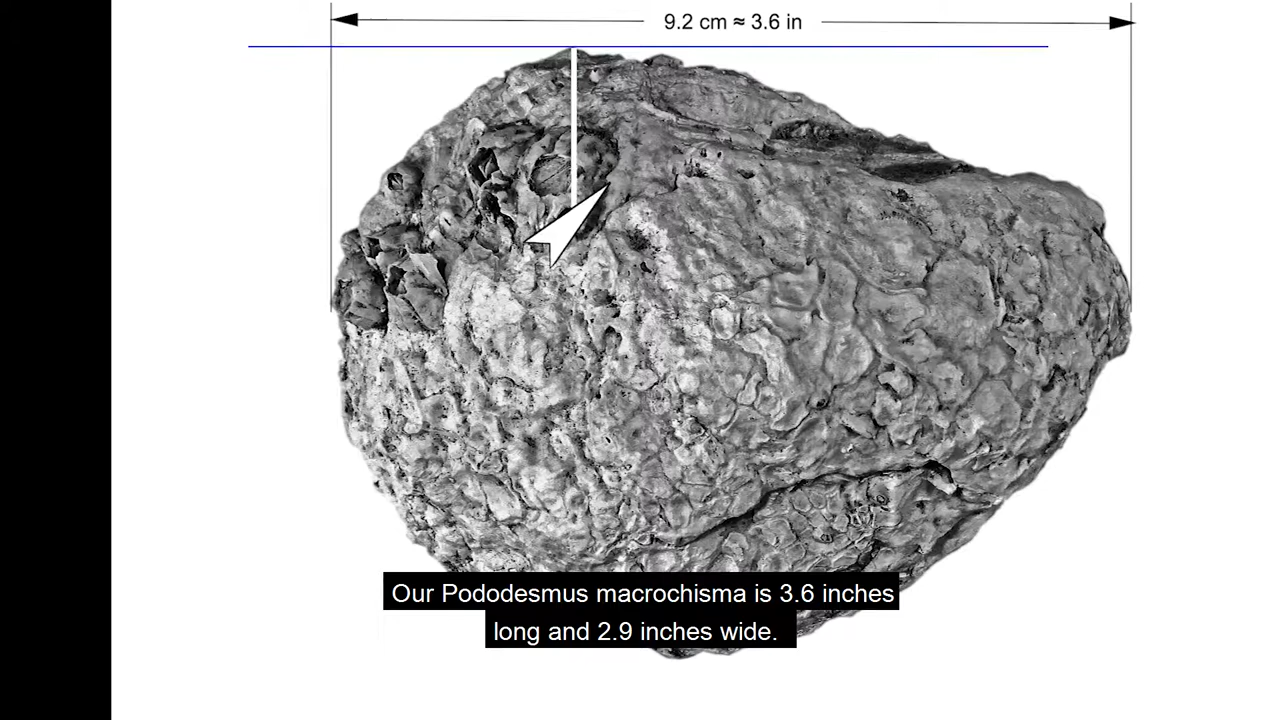 9.2 cm ≈ 3.6 in
Our Pododesmus macrochisma is 3.6 inches
long and 2.9 inches wide.